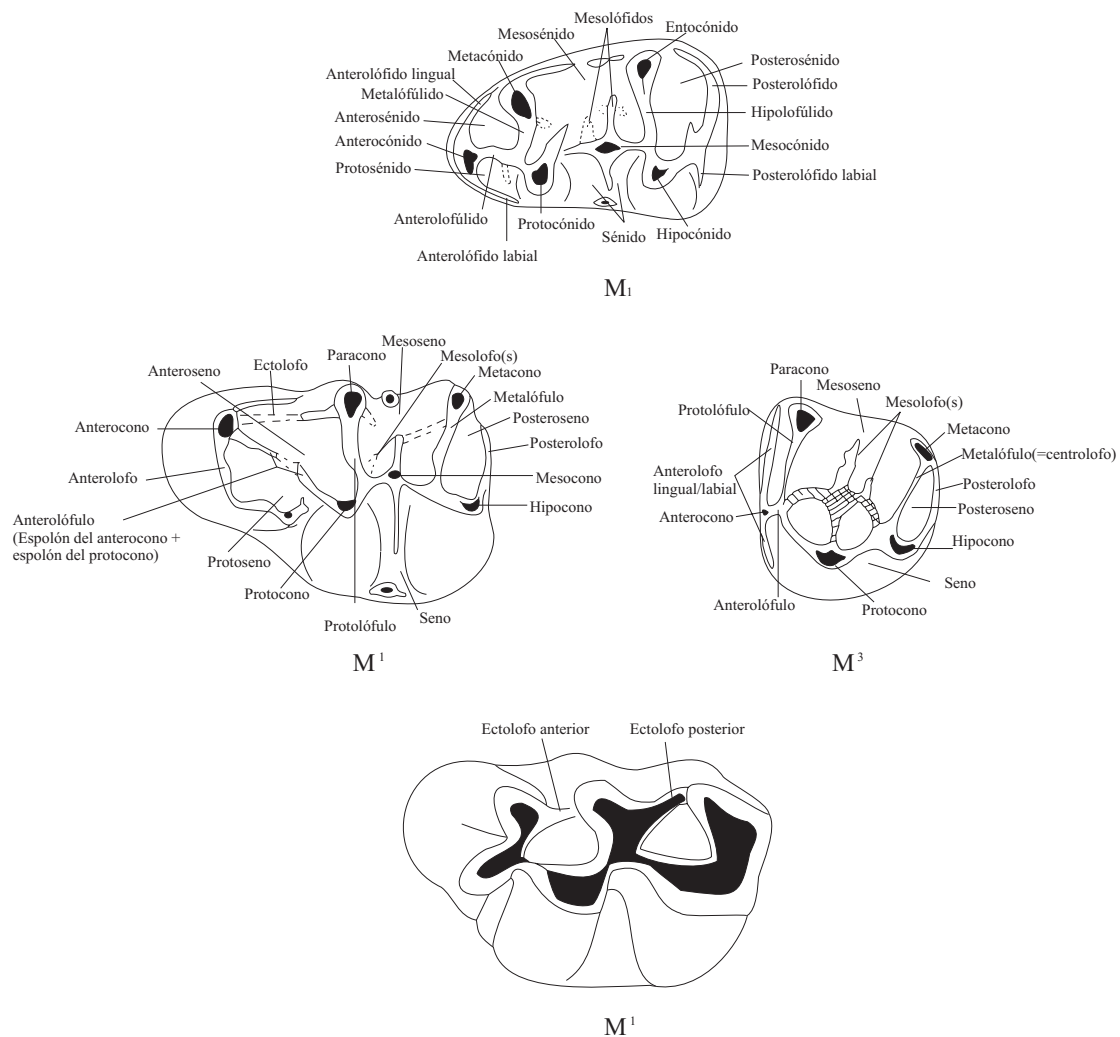 Mesolófidos
Mesosénido
Entocónido
Metacónido
Posterosénido
Anterolófido lingual
Posterolófido
Metalofúlido
Anterosénido
Hipolofúlido
Anterocónido
Mesocónido
Protosénido
Posterolófido labial
Anterolofúlido
Protocónido
Sénido
Hipocónido
Anterolófido labial
M1
Mesoseno
Paracono
Mesolofo(s)
Ectolofo
Anteroseno
Metacono
Metalófulo
Anterocono
Posteroseno
Posterolofo
Anterolofo
Mesocono
Hipocono
Anterolófulo
(Espolón del anterocono +
espolón del protocono)
Protoseno
Protocono
Seno
Protolófulo
M1
Paracono
Mesoseno
Mesolofo(s)
Protolófulo
Metacono
Metalófulo(=centrolofo)
Anterolofo
lingual/labial
Posterolofo
Posteroseno
Anterocono
Hipocono
Seno
Anterolófulo
Protocono
M3
Ectolofo anterior
Ectolofo posterior
M1